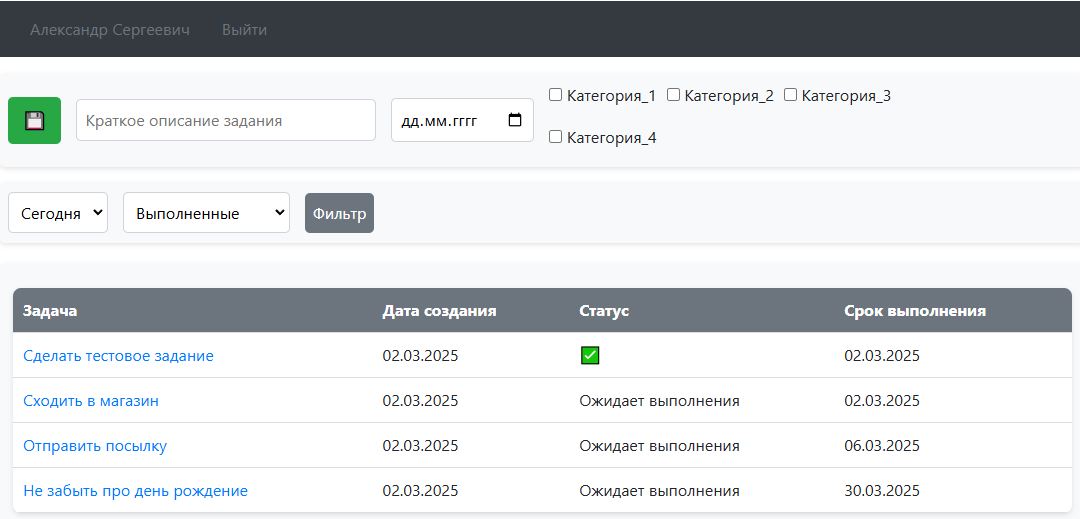 Александр Сергеевич Выйти
Категория_1 Категория_2 Категория_3
Краткое описание задания дд.мм.гггг
Категория_4
Сегодня Выполненные Фильтр
Задача Дата создания Статус Срок выполнения
Сделать тестовое задание 02.03.2025 02.03.2025
Сходить в магазин 02.03.2025 Ожидает выполнения 02.03.2025
Отправить посылку 02.03.2025 Ожидает выполнения 06.03.2025
Не забыть про день рождение 02.03.2025 Ожидает выполнения 30.03.2025